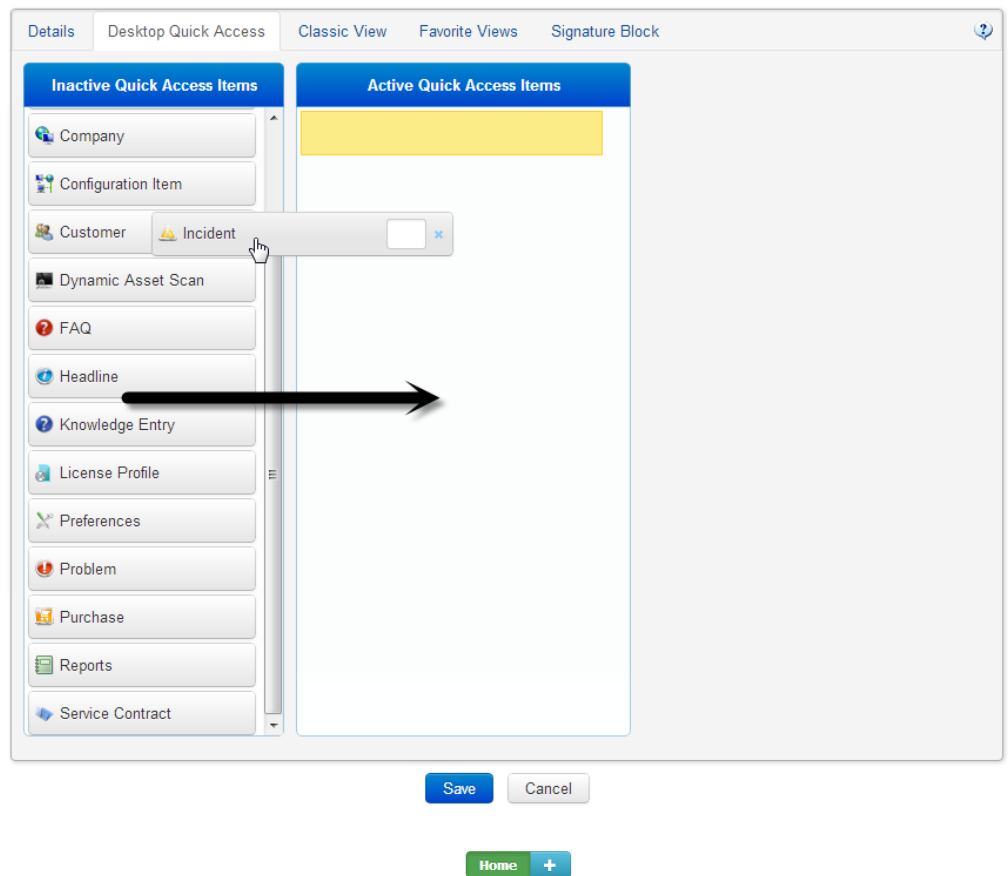 Details Desktop Quick Access Classic View Favorite Views Signature Block
Inactive Quick Access Items
Active Quick Access Items
Company
Configuration Item
Customer
Incident
Dynamic Asset Scan
FAQ
Headline
Knowledge Entry
License Profile
Preferences
Problem
Purchase
Reports
Service Contract
Save Cancel
Home +